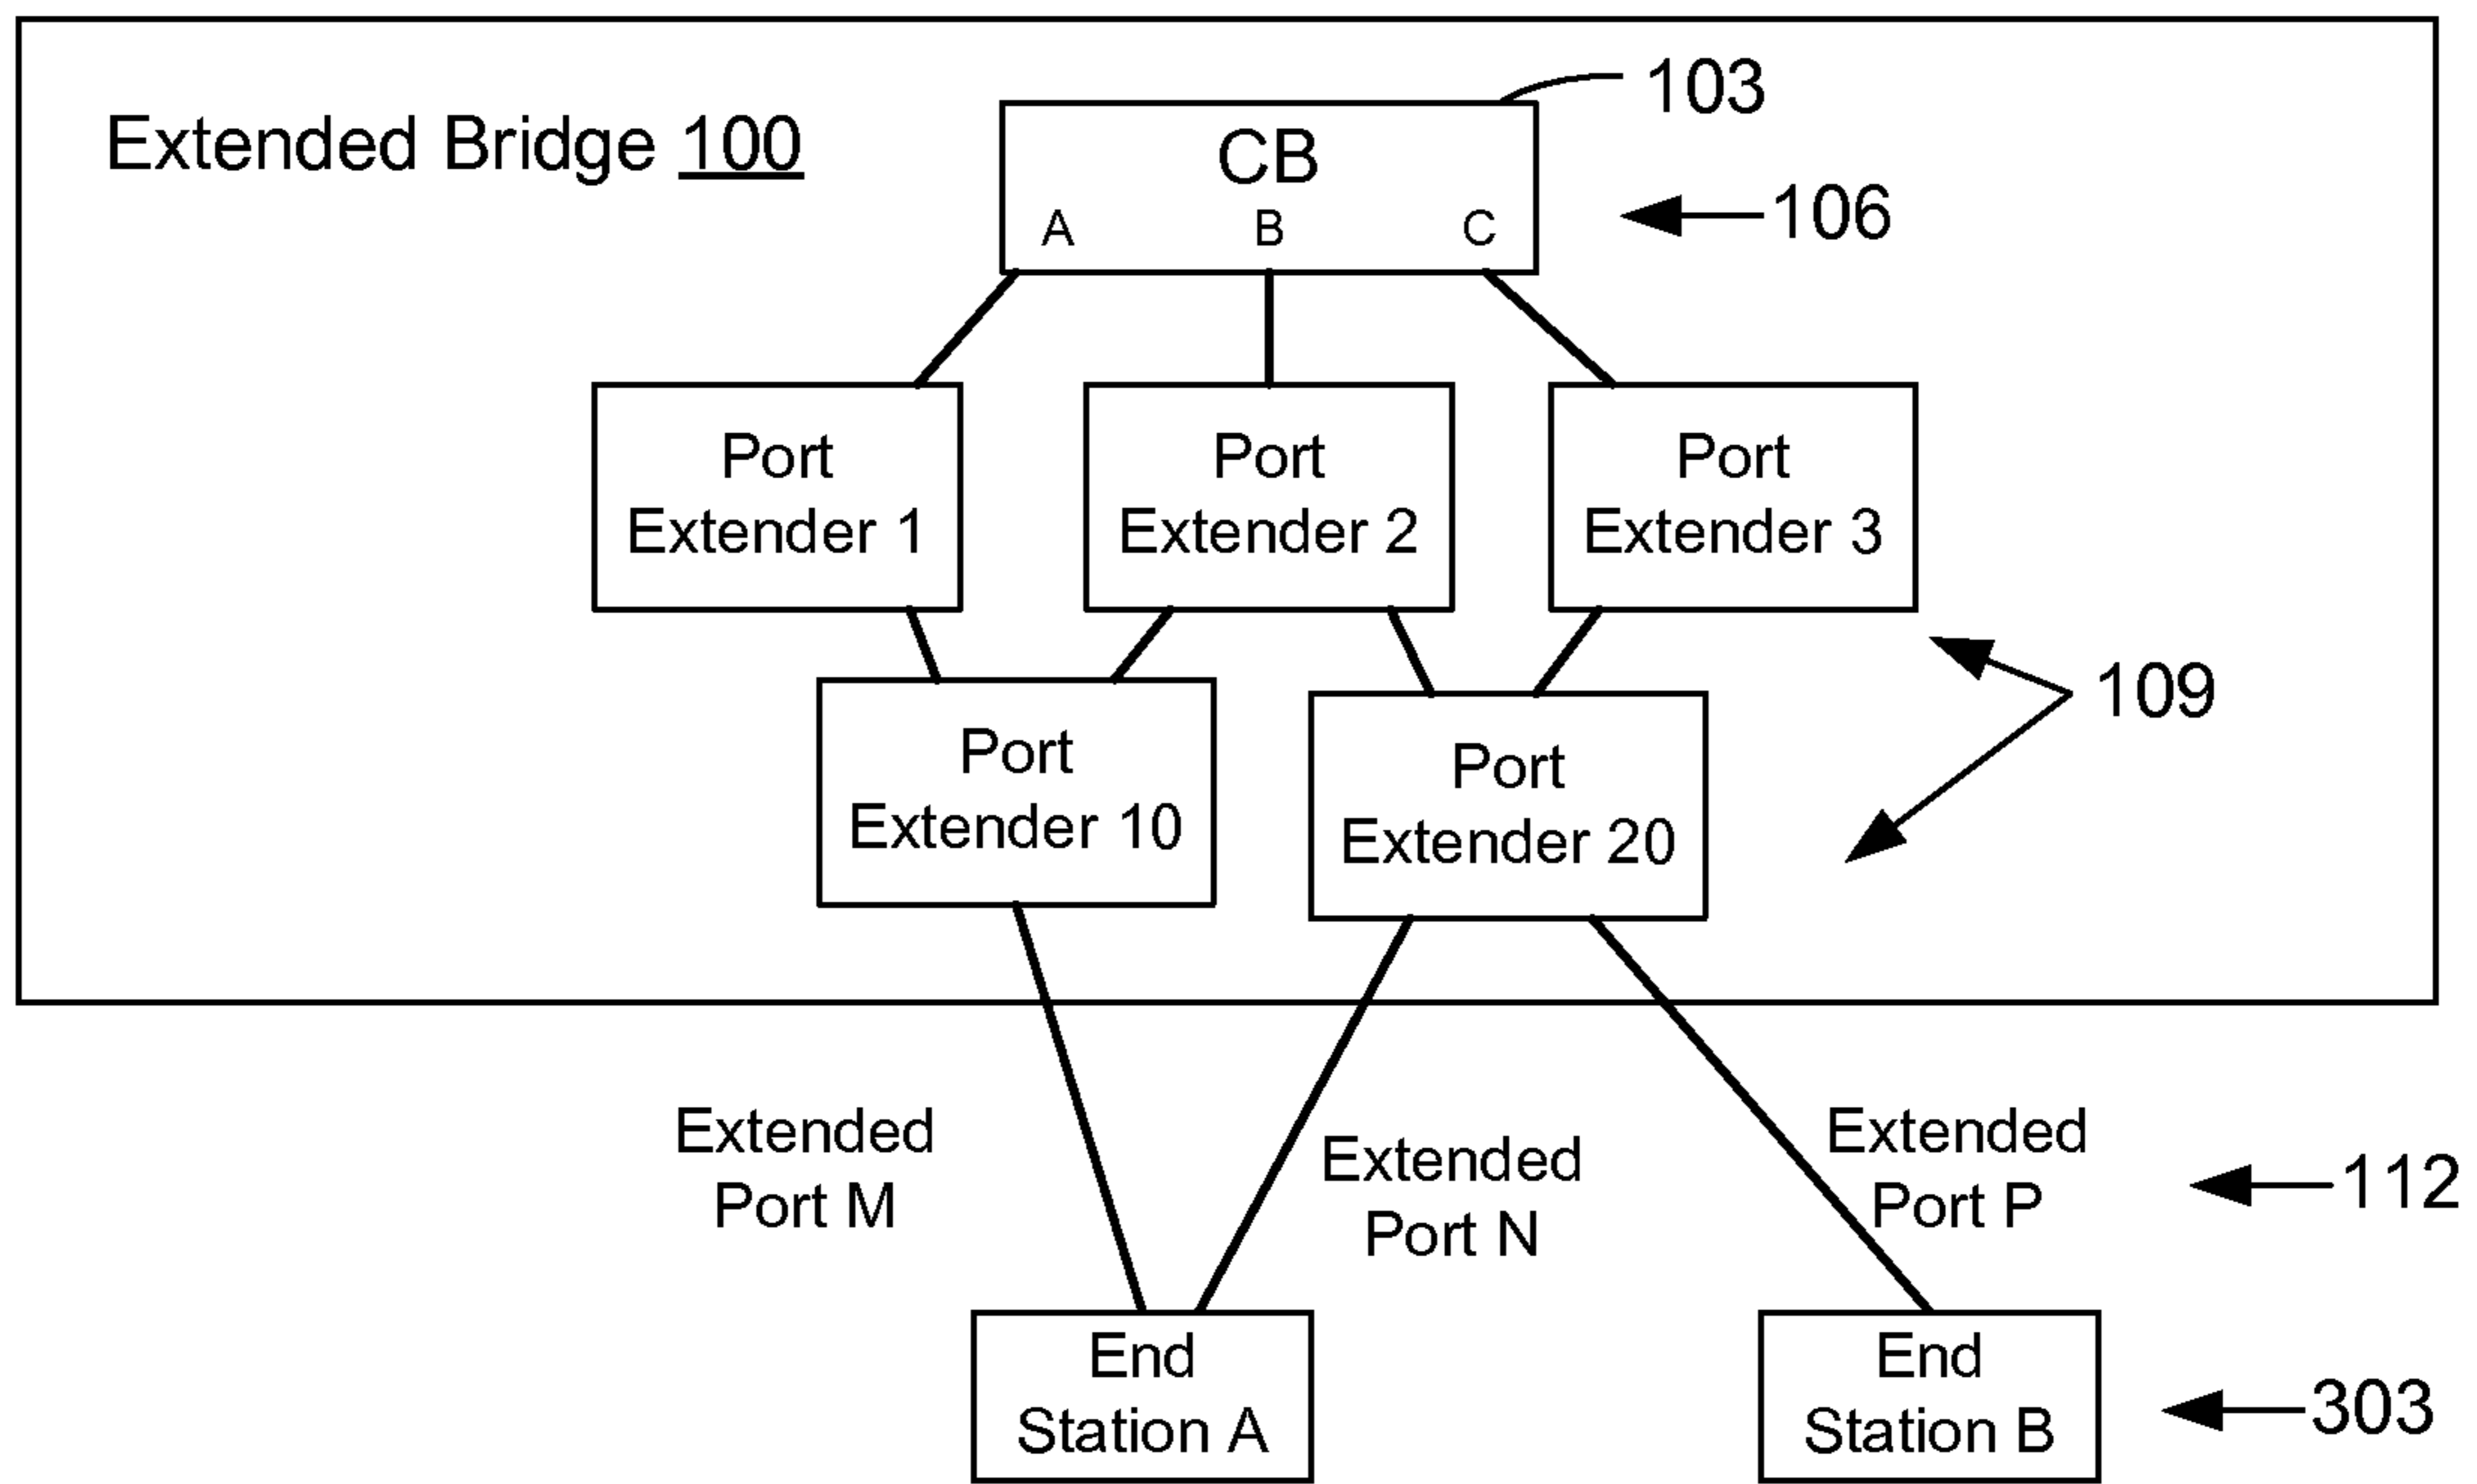 Extended Bridge 100
103
CB
A B C
106
Port
Extender 1
Port
Extender 2
Port
Extender 3
109
Port
Extender 10
Port
Extender 20
Extended
Port M
Extended
Port N
Extended
Port P
112
End
Station A
End
Station B
303